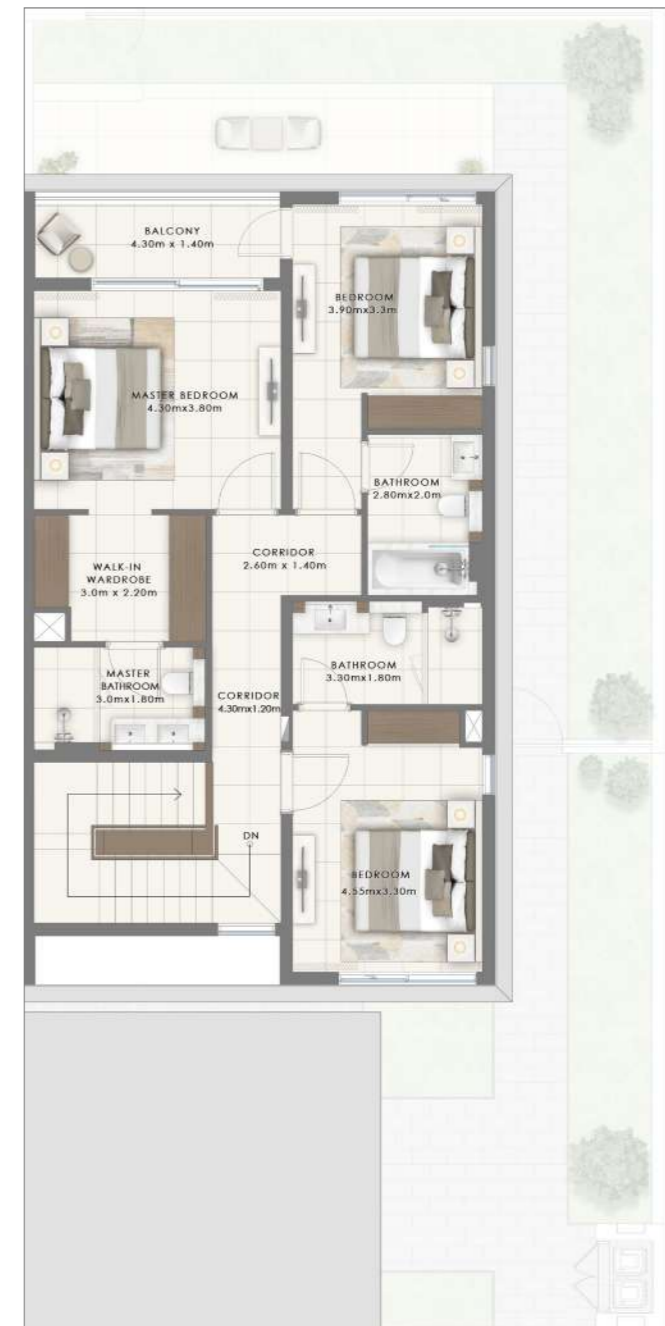 BALCONY
4.30m x 1.40m
BEDROOM
3.90mx3.3m
MASTER BEDROOM
4.30mx3.80m
BATHROOM
2.80mx2.0m
CORRIDOR
2.60m x 1.40m
WALK-IN
WARDROBE
3.0m x 2.20m
BATHROOM
3.30mx1.80m
MASTER
BATHROOM
3.0mx1.80m
CORRIDOR
4.30mx1.20m
DN
BEDROOM
4.55mx3.30m